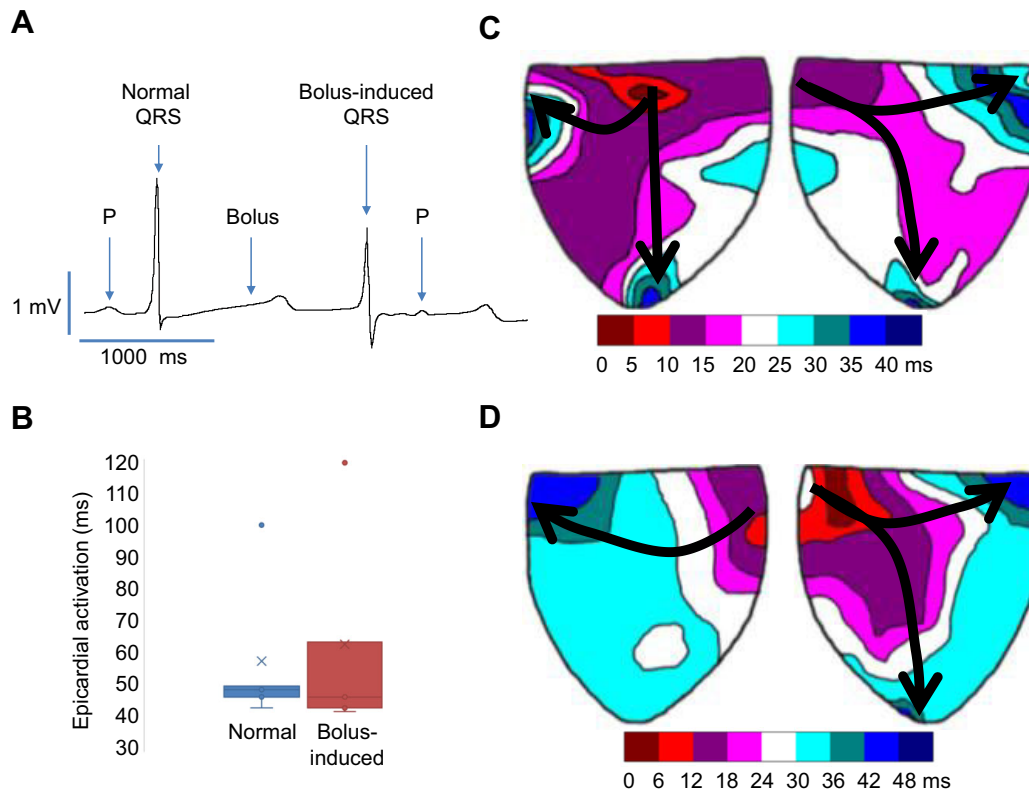 A
Normal
QRS
Bolus-induced
QRS
P
Bolus
P
1 mV
1000 ms
B
Epicardial activation (ms)
120
110
100
90
80
70
60
50
40
30
Normal
Bolus-
induced
C
0 5 10 15 20 25 30 35 40 ms
D
0 6 12 18 24 30 36 42 48 ms